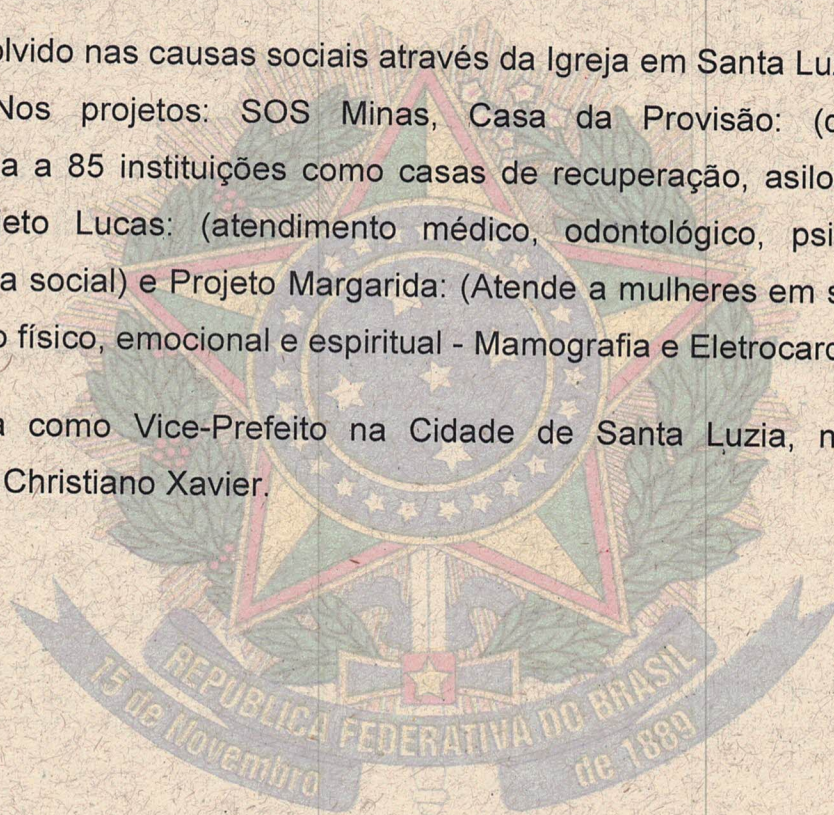 olvido nas causas sociais através da Igreja em Santa Lu
Nos projetos: SOS Minas, Casa da Provisão: (
a a 85 instituições como casas de recuperação, asilo
eto Lucas: (atendimento médico, odontológico, psi
a social) e Projeto Margarida: (Atende a mulheres em s
o físico, emocional e espiritual - Mamografia e Eletrocard
a como Vice-Prefeito na Cidade de Santa Luzia, n
Christiano Xavier.
REPUBLICA FEDERATIVA DO BRASIL
15 de Novembro de 1889